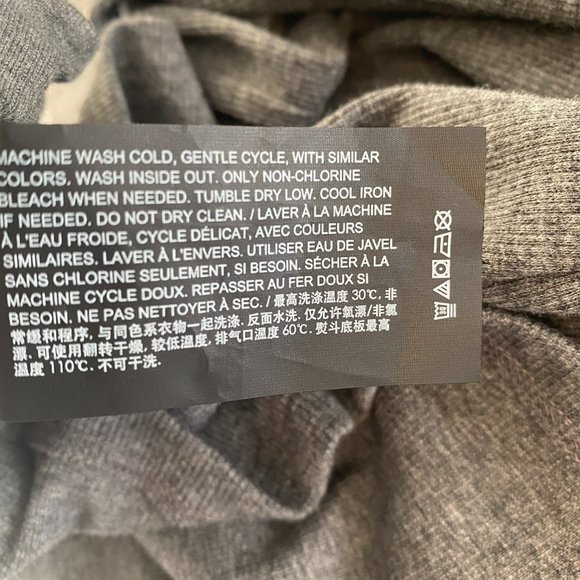 MACHINE WASH COLD, GENTLE CYCLE, WITH SIMILAR
COLORS. WASH INSIDE OUT. ONLY NON-CHLORINE
BLEACH WHEN NEEDED. TUMBLE DRY LOW. COOL IRON
IF NEEDED. DO NOT DRY CLEAN. / LAVER À LA MACHINE
À L'EAU FROIDE, CYCLE DÉLICAT, AVEC COULEURS
SIMILAIRES. LAVER À L'ENVERS. UTILISER EAU DE JAVEL
SANS CHLORINE SEULEMENT, SI BESOIN. SÉCHER À LA
MACHINE CYCLE DOUX. REPASSER AU FER DOUX SI
BESOIN. NE PAS NETTOYER À SEC. / 最高洗涤温度 30℃, 非
常缓和程序, 与同色系衣物一起洗涤. 反面水洗. 仅允许氧漂/非氯
漂. 可使用翻转干燥, 较低温度, 排气口温度 60℃. 熨斗底板最高
温度 110℃. 不可干洗.